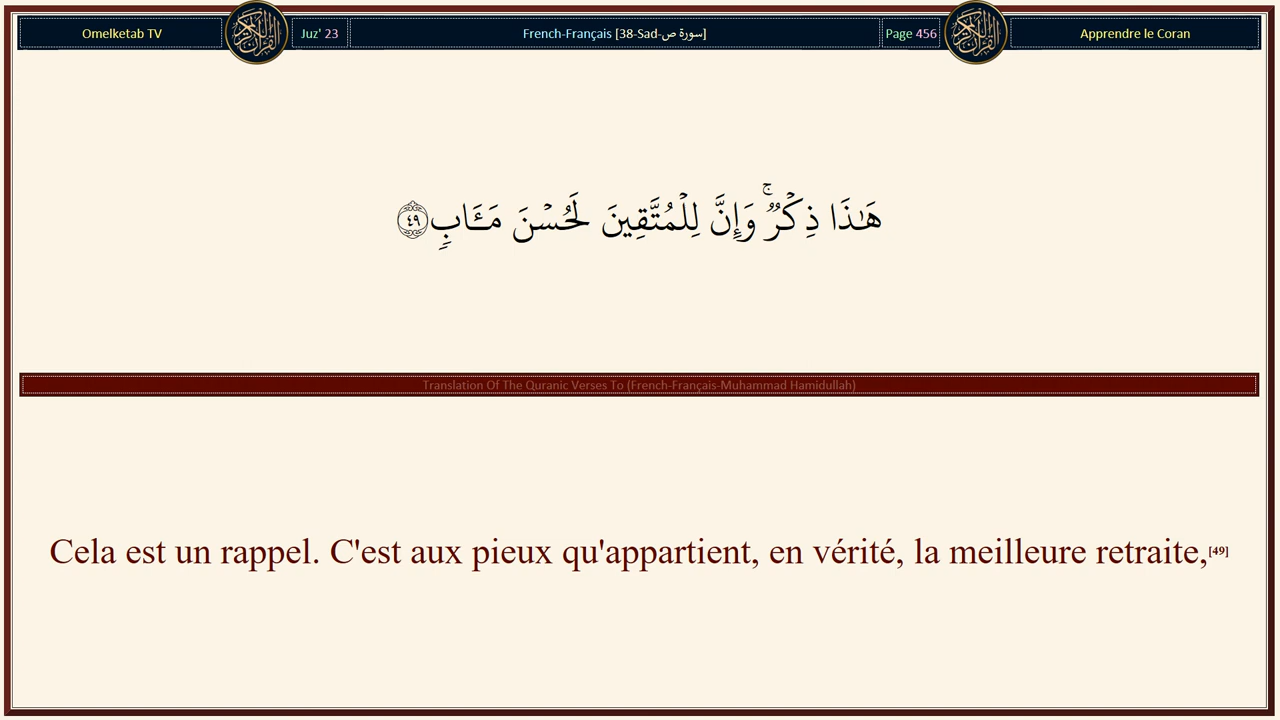 Omelketab TV
Juz' 23
French-Français [38-Sad-سورة ص]
Page 456
Apprendre le Coran
هَـٰذَا ذِكْرٌۭ ۚ وَإِنَّ لِلْمُتَّقِينَ لَحُسْنَ مَـَٔابٍۢ ٤٩
Translation Of The Quranic Verses To (French-Français-Muhammad Hamidullah)
Cela est un rappel. C'est aux pieux qu'appartient, en vérité, la meilleure retraite,[49]